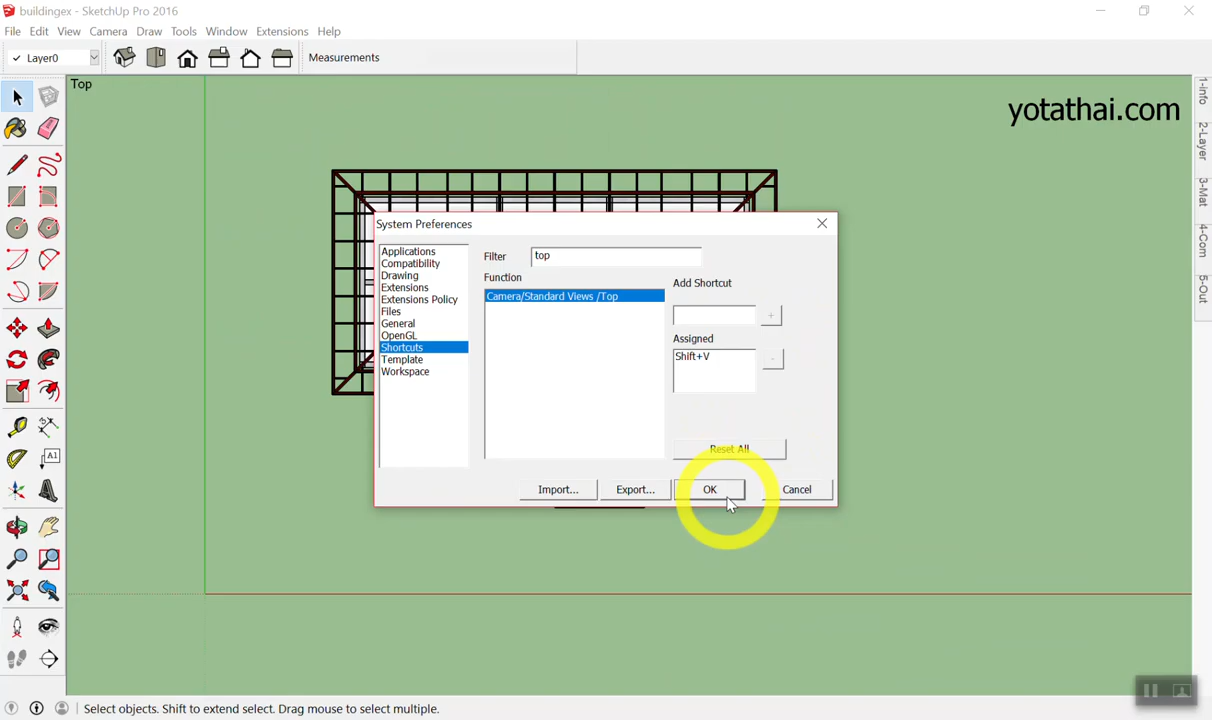 buildingex - SketchUp Pro 2016
File Edit View Camera Draw Tools Window Extensions Help
Layer0
Measurements
Top
yotathai.com
1-Info
2-Layer
3-Mat
4-Com
5-Out
System Preferences
Applications
Compatibility
Drawing
Extensions
Extensions Policy
Files
General
OpenGL
Shortcuts
Template
Workspace
Filter top
Function
Camera/Standard Views /Top
Add Shortcut
+
Assigned
Shift+V
-
Reset All
Import... Export... OK Cancel
A1
Select objects. Shift to extend select. Drag mouse to select multiple.